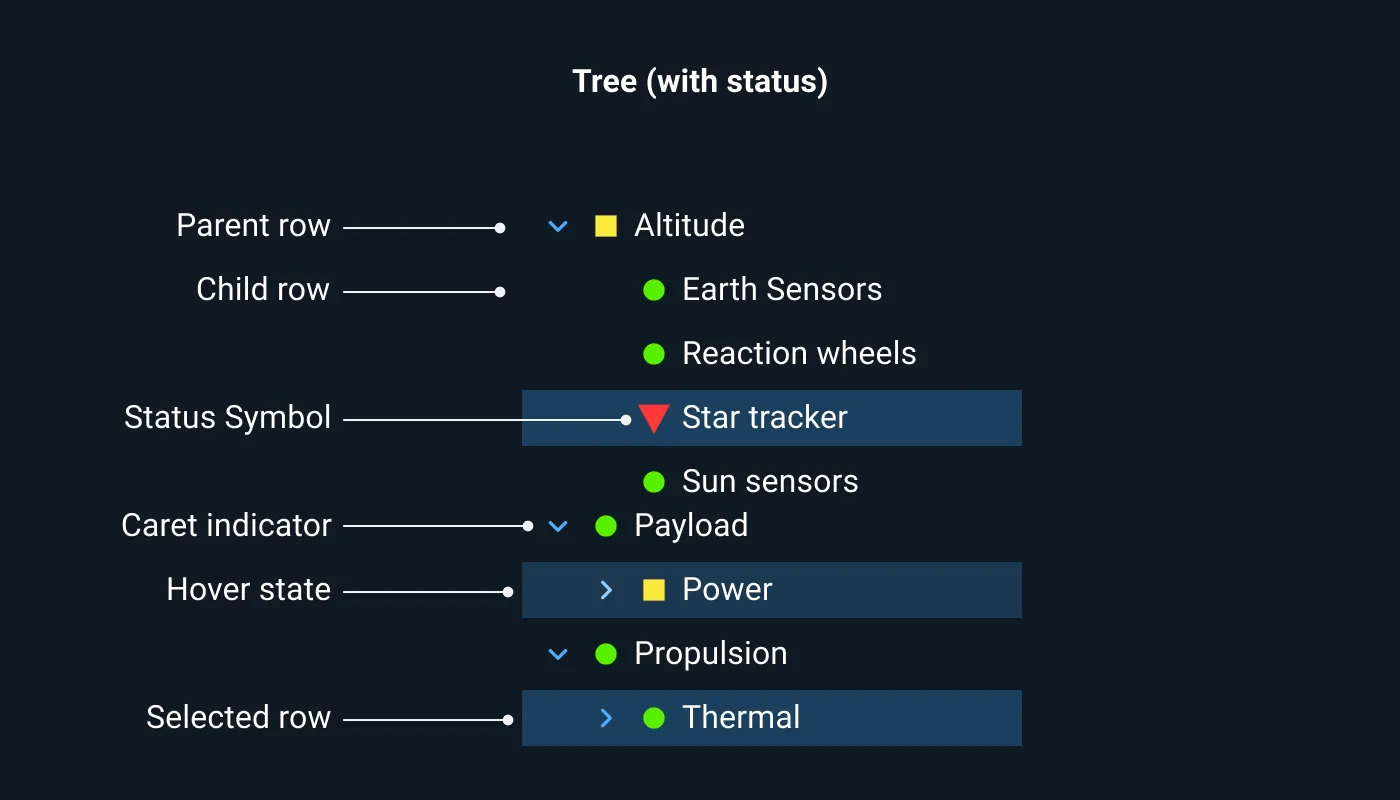 Tree (with status)
Parent row Altitude
Child row Earth Sensors
Reaction wheels
Status Symbol Star tracker
Sun sensors
Caret indicator Payload
Hover state Power
Propulsion
Selected row Thermal